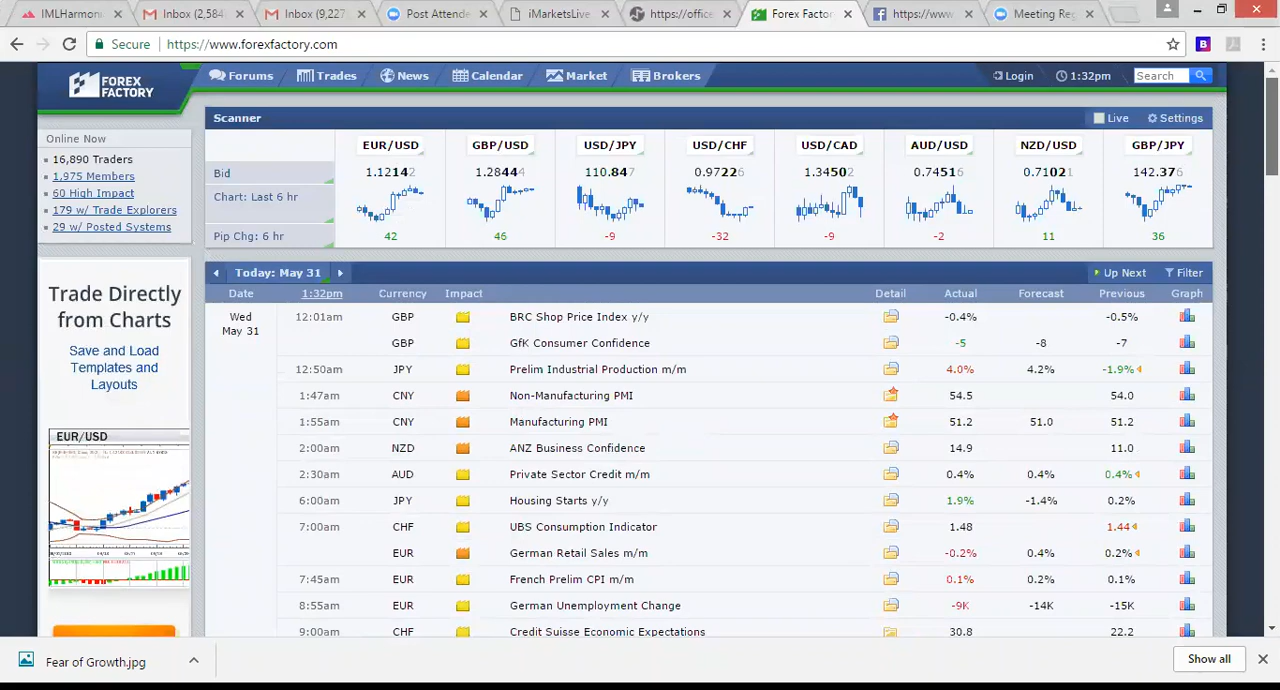 IMLHarmon
Inbox (2,584
Inbox (9,227
Post Attende
iMarketsLive
https://office
Forex Factor
https://www
Meeting Reg
Secure https://www.forexfactory.com
FOREX FACTORY
Forums Trades News Calendar Market Brokers Login 1:32pm Search
Online Now
16,890 Traders
1,975 Members
60 High Impact
179 w/ Trade Explorers
29 w/ Posted Systems
Trade Directly
from Charts
Save and Load
Templates and
Layouts
EUR/USD
Scanner Live Settings
EUR/USD GBP/USD USD/JPY USD/CHF USD/CAD AUD/USD NZD/USD GBP/JPY
Bid 1.12142 1.28444 110.847 0.97226 1.34502 0.74516 0.71021 142.376
Chart: Last 6 hr
Pip Chg: 6 hr 42 46 -9 -32 -9 -2 11 36
Today: May 31 Up Next Filter
Date 1:32pm Currency Impact Detail Actual Forecast Previous Graph
Wed 12:01am GBP BRC Shop Price Index y/y -0.4% -0.5%
May 31
GBP GfK Consumer Confidence -5 -8 -7
12:50am JPY Prelim Industrial Production m/m 4.0% 4.2% -1.9%
1:47am CNY Non-Manufacturing PMI 54.5 54.0
1:55am CNY Manufacturing PMI 51.2 51.0 51.2
2:00am NZD ANZ Business Confidence 14.9 11.0
2:30am AUD Private Sector Credit m/m 0.4% 0.4% 0.4%
6:00am JPY Housing Starts y/y 1.9% -1.4% 0.2%
7:00am CHF UBS Consumption Indicator 1.48 1.44
EUR German Retail Sales m/m -0.2% 0.4% 0.2%
7:45am EUR French Prelim CPI m/m 0.1% 0.2% 0.1%
8:55am EUR German Unemployment Change -9K -14K -15K
9:00am CHF Credit Suisse Economic Expectations 30.8 22.2
Fear of Growth.jpg Show all